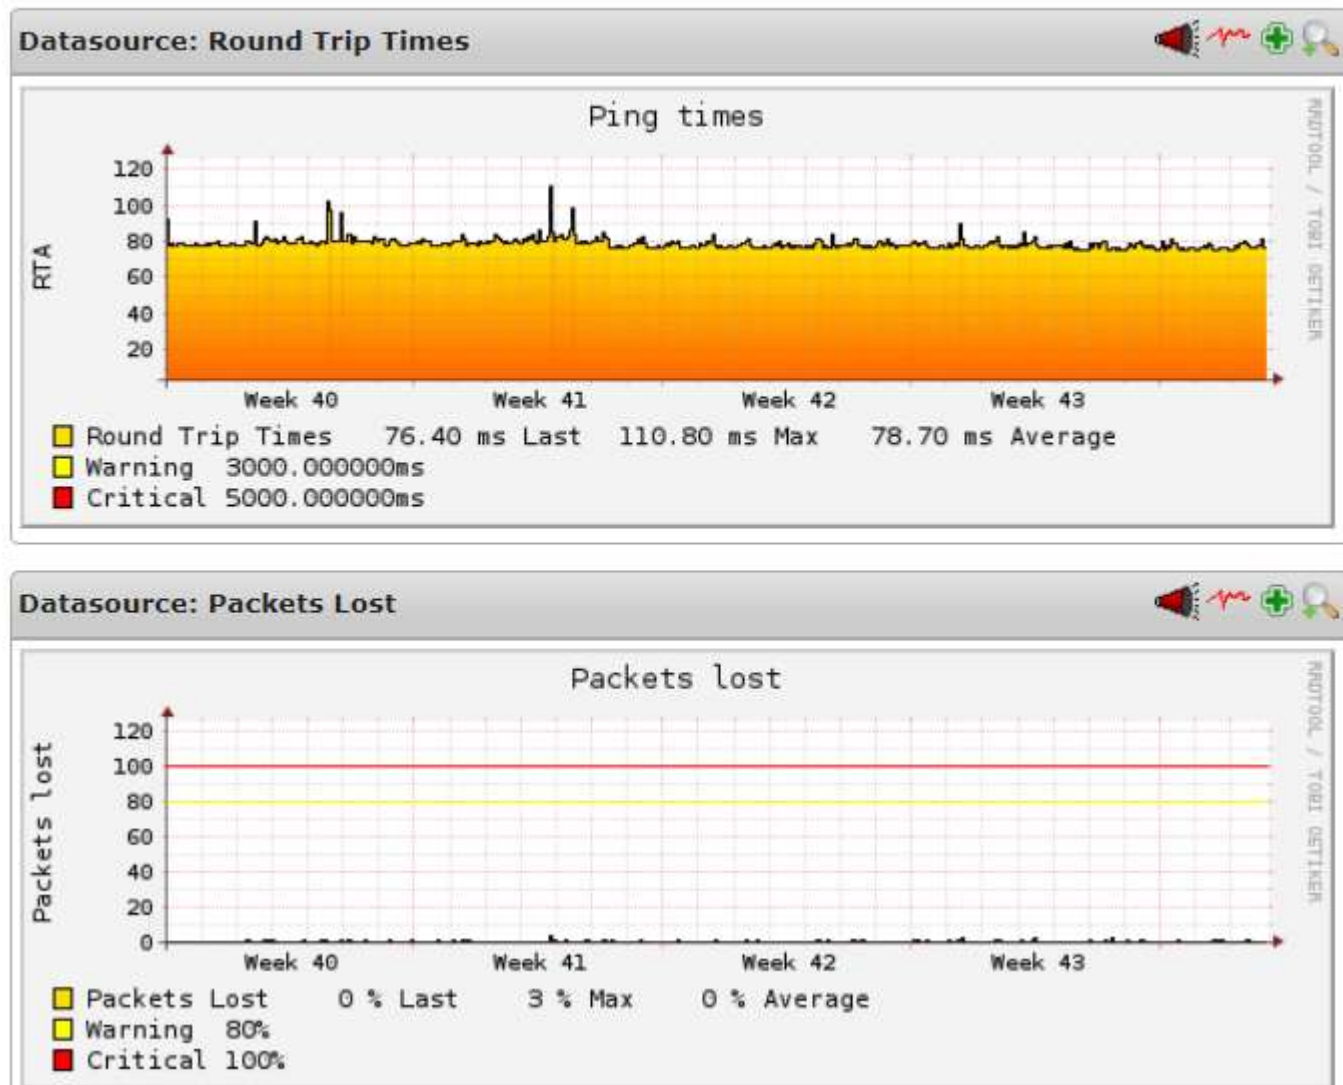 Datasource: Round Trip Times
Ping times
RRDTOOL / TOBI OETIKER
RTA
120
100
80
60
40
20
Week 40 Week 41 Week 42 Week 43
Round Trip Times 76.40 ms Last 110.80 ms Max 78.70 ms Average
Warning 3000.000000ms
Critical 5000.000000ms
Datasource: Packets Lost
Packets lost
RRDTOOL / TOBI OETIKER
Packets lost
120
100
80
60
40
20
0
Week 40 Week 41 Week 42 Week 43
Packets Lost 0 % Last 3 % Max 0 % Average
Warning 80%
Critical 100%